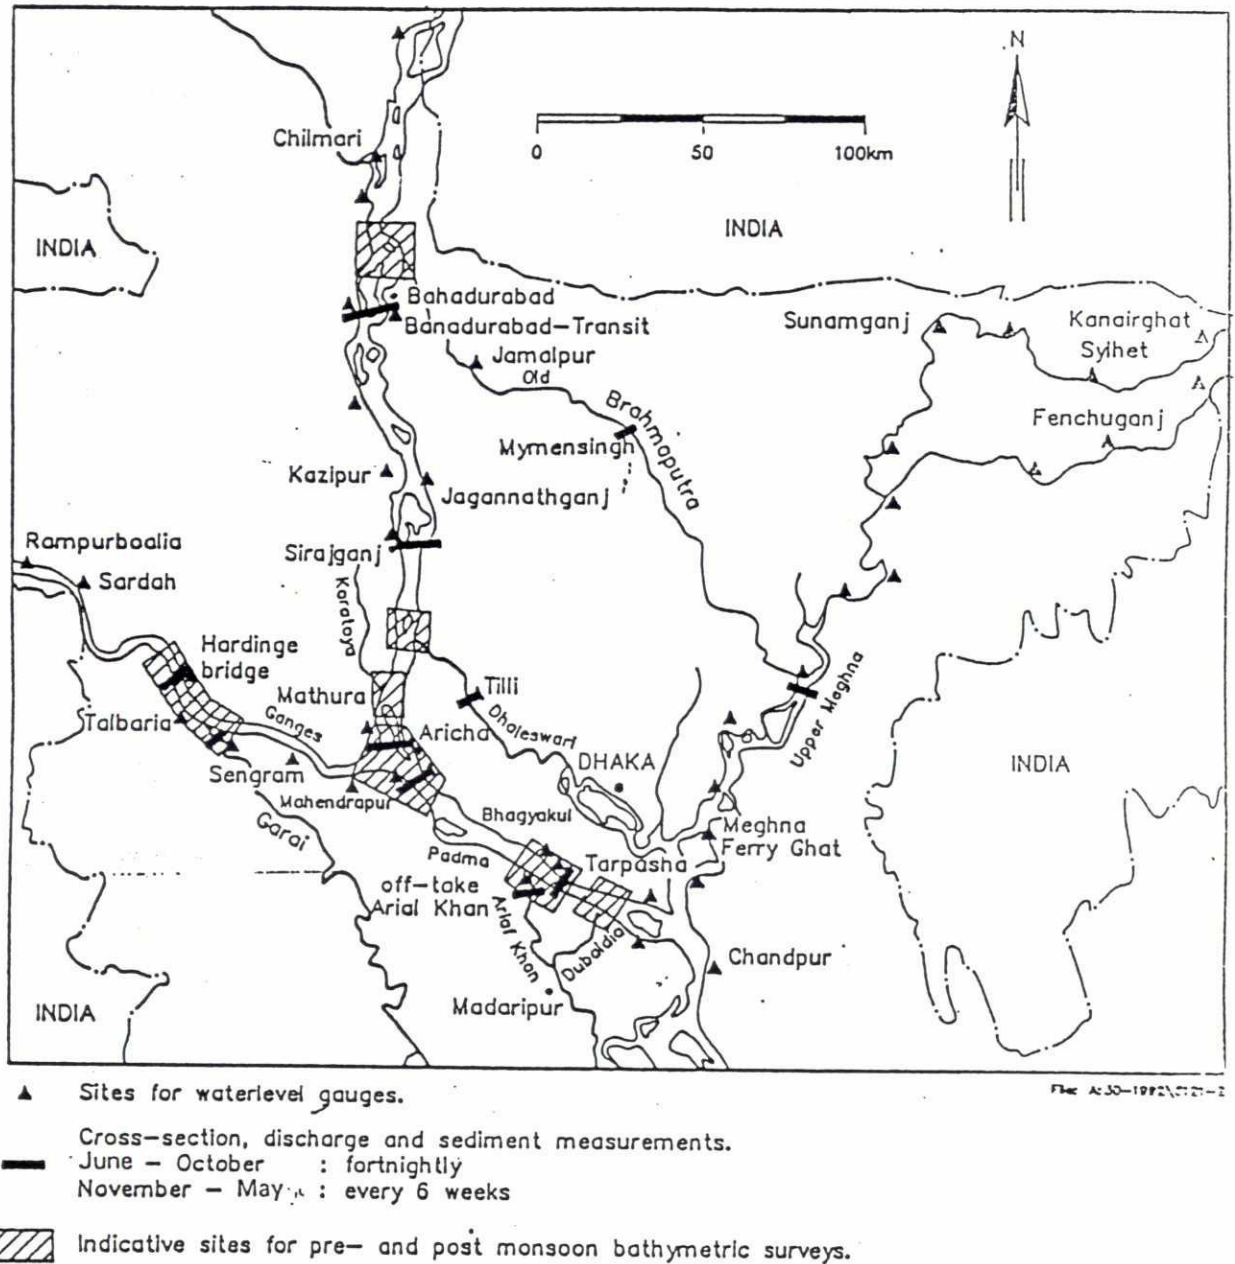 N
0 50 100km
Chilmari
INDIA
INDIA
Bahadurabad
Banadurabad-Transit
Sunamganj
Kanairghat
Sylhet
Jamalpur
Old
Brahmaputra
Fenchuganj
Mymensingh
Kazipur
Jagannathganj
Rampurboalia
Sirajganj
Sardah
Karatoya
Hardinge
bridge
Mathura
Tilli
Upper Meghna
Talbaria
Ganges
Aricha
Dhaleswari
DHAKA
INDIA
Sengram
Mahendrapur
Bhagyakul
Garai
Meghna
Ferry Ghat
Padma
Tarpasha
off-take
Arial Khan
Arial Khan
Dubaldia
Chandpur
Madaripur
INDIA
▲ Sites for waterlevel gauges.
Cross-section, discharge and sediment measurements.
June - October : fortnightly
November - May : every 6 weeks
Indicative sites for pre- and post monsoon bathymetric surveys.